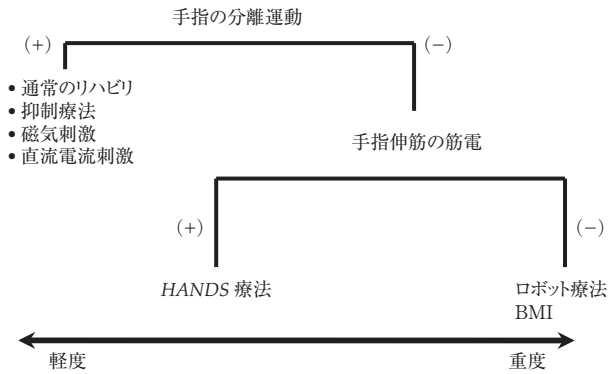 手指の分離運動
(+)
(−)
• 通常のリハビリ
• 抑制療法
• 磁気刺激
• 直流電流刺激
手指伸筋の筋電
(+)
(−)
HANDS 療法
ロボット療法
BMI
軽度
重度